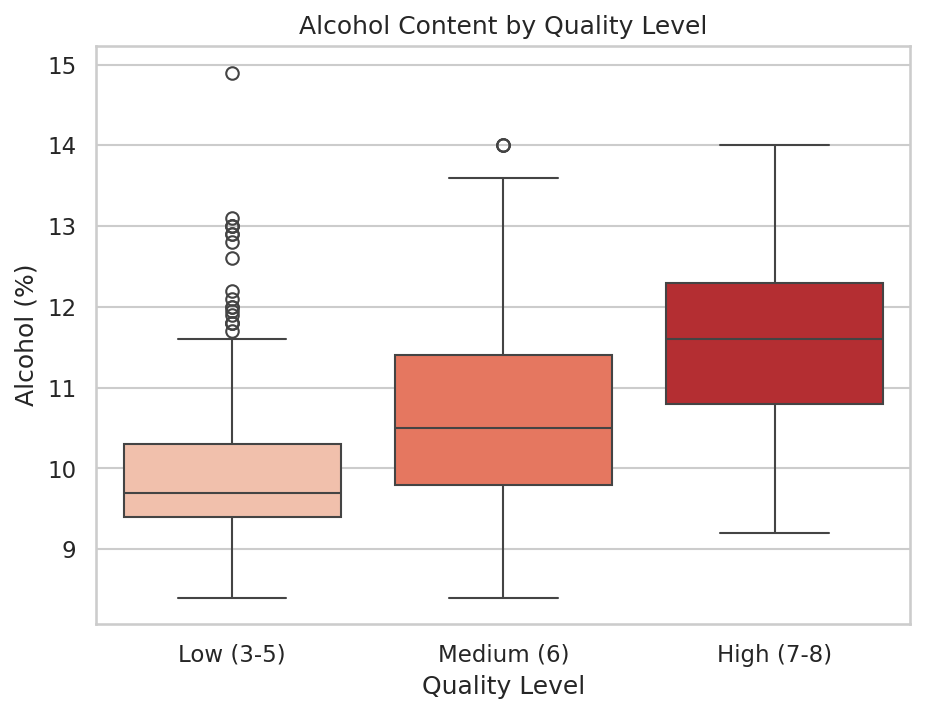 Alcohol Content by Quality Level
15
14
13
12
11
10
9
Alcohol (%)
Low (3-5)
Medium (6)
High (7-8)
Quality Level